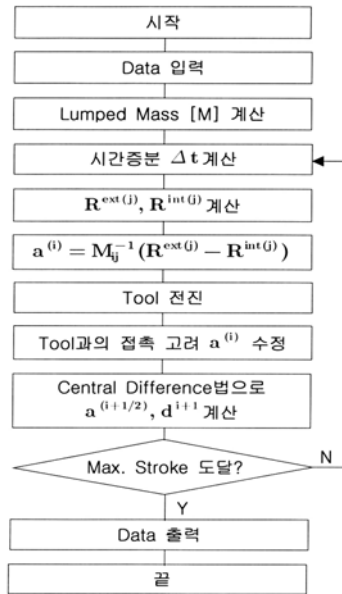 시작
Data 입력
Lumped Mass [M] 계산
시간증분 Δt 계산
R^ext(j), R^int(j) 계산
a^(i) = M_ij^-1 (R^ext(j) − R^int(j))
Tool 전진
Tool과의 접촉 고려 a^(i) 수정
Central Difference법으로
a^(i+1/2), d^i+1 계산
Max. Stroke 도달?
N
Y
Data 출력
끝